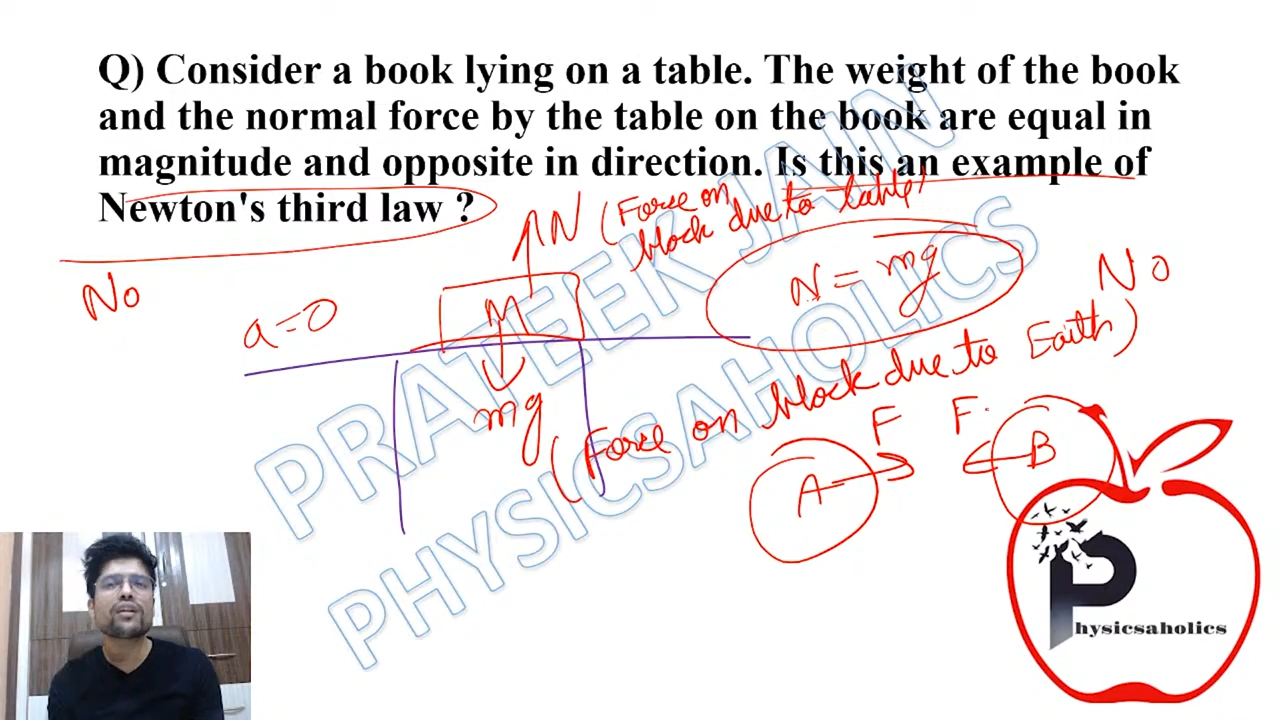 Q) Consider a book lying on a table. The weight of the book
and the normal force by the table on the book are equal in
magnitude and opposite in direction. Is this an example of
Newton's third law ?
No
a=0
N (Force on
block due to table)
M
mg
(Force on block due to Earth)
N = mg
No
A
F
F
B
PRATEEK JAIN
PHYSICSAHOLICS
Physicsaholics